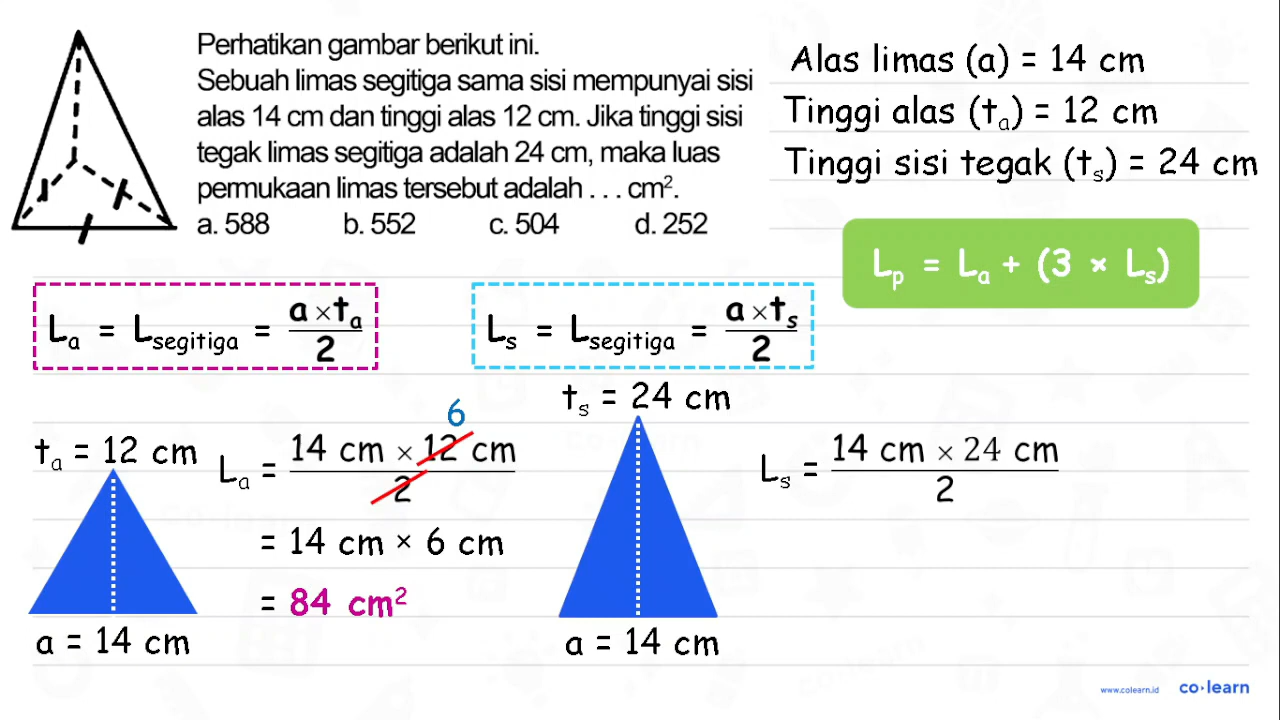 Perhatikan gambar berikut ini.
Sebuah limas segitiga sama sisi mempunyai sisi
alas 14 cm dan tinggi alas 12 cm. Jika tinggi sisi
tegak limas segitiga adalah 24 cm, maka luas
permukaan limas tersebut adalah . . . cm².
a. 588 b. 552 c. 504 d. 252
Alas limas (a) = 14 cm
Tinggi alas (tₐ) = 12 cm
Tinggi sisi tegak (tₛ) = 24 cm
Lₚ = Lₐ + (3 × Lₛ)
Lₐ = L_segitiga = (a × tₐ)/2
Lₛ = L_segitiga = (a × tₛ)/2
tₐ = 12 cm
a = 14 cm
6
Lₐ = (14 cm × 12 cm)/2
= 14 cm × 6 cm
= 84 cm²
tₛ = 24 cm
a = 14 cm
Lₛ = (14 cm × 24 cm)/2
www.colearn.id co·learn